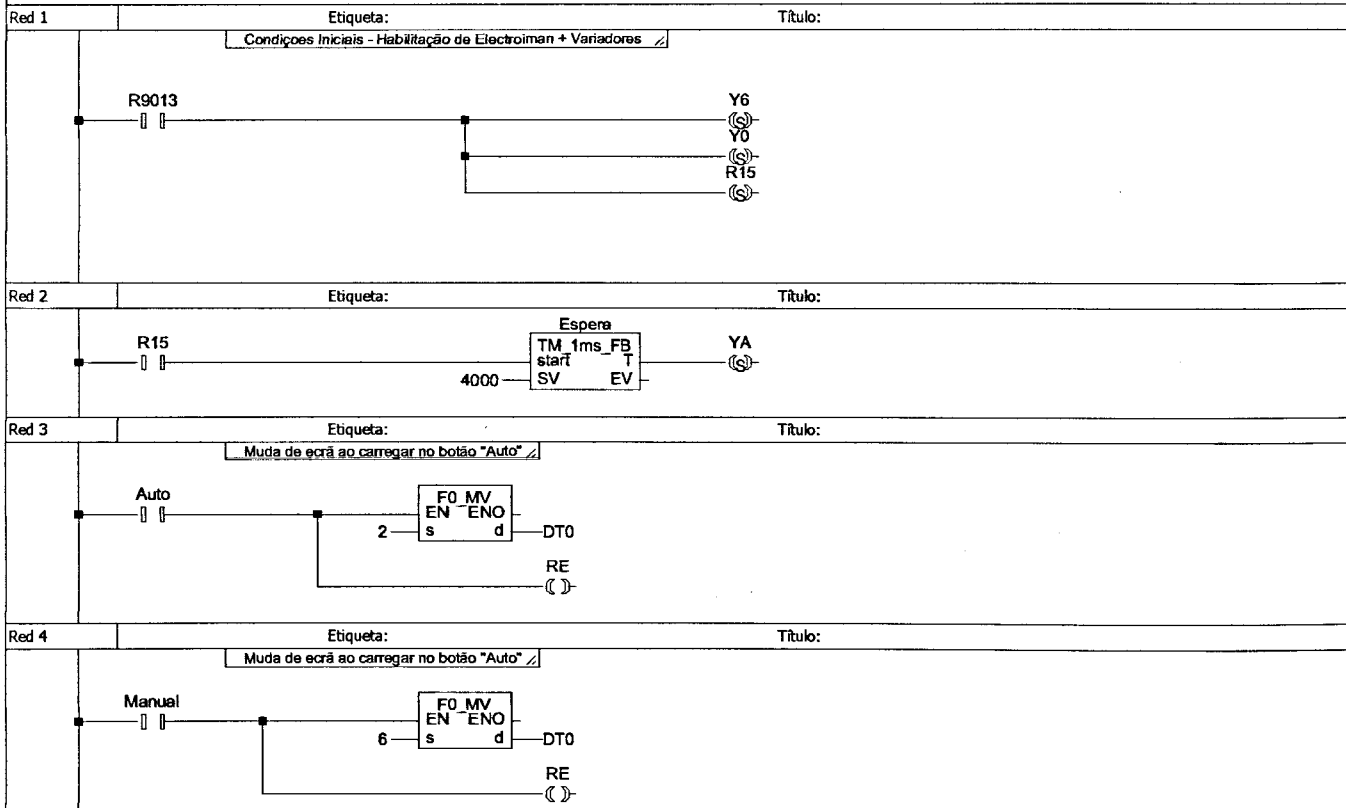 Red 1 Etiqueta: Título:
Condiçoes Iniciais - Habilitação de Electroiman + Variadores
R9013 Y6
(S)
Y0
(S)
R15
(S)
Red 2 Etiqueta: Título:
Espera
R15 TM_1ms_FB YA
start T (S)
4000 SV EV
Red 3 Etiqueta: Título:
Muda de ecrã ao carregar no botão "Auto"
Auto F0_MV
EN ENO
2 s d DT0
RE
Red 4 Etiqueta: Título:
Muda de ecrã ao carregar no botão "Auto"
Manual F0_MV
EN ENO
6 s d DT0
RE